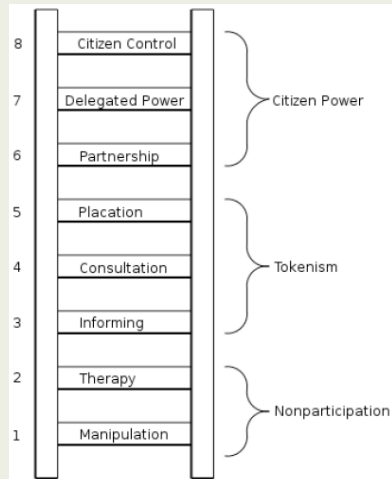 8 Citizen Control
7 Delegated Power
Citizen Power
6 Partnership
5 Placation
4 Consultation
Tokenism
3 Informing
2 Therapy
Nonparticipation
1 Manipulation